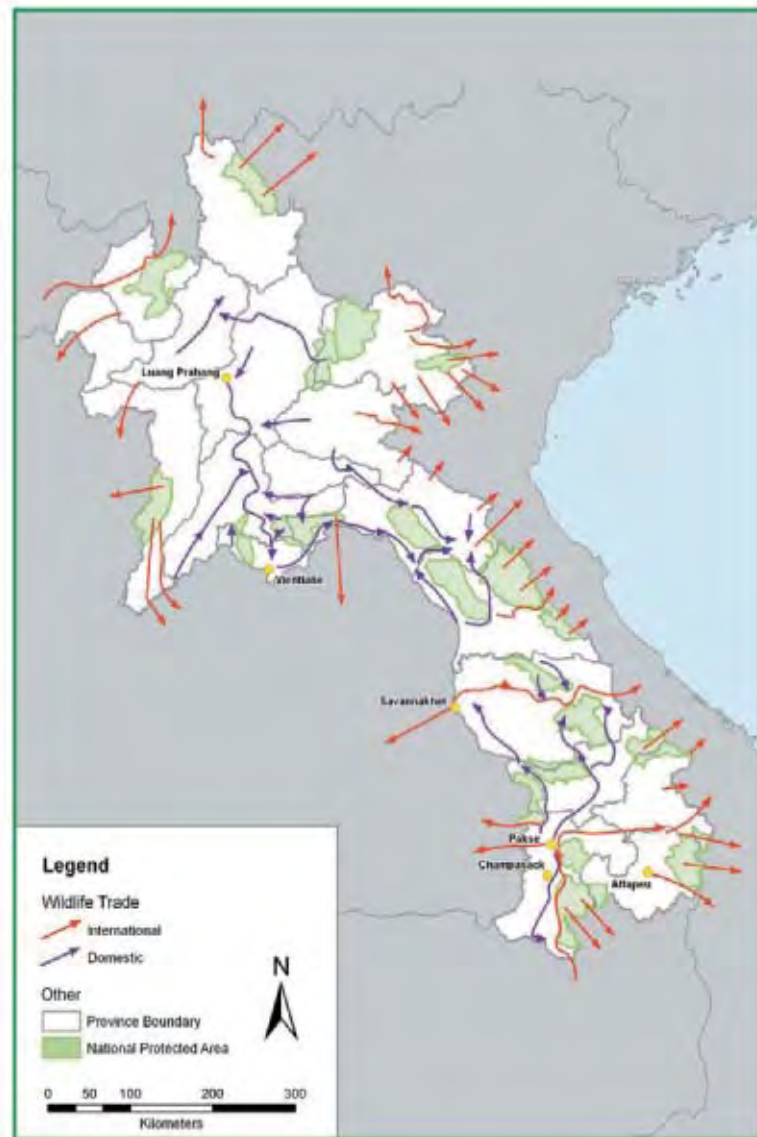 Luang Prabang
Vientiane
Savannakhet
Pakse
Champasack
Attapeu
Legend
Wildlife Trade
International
Domestic
Other
Province Boundary
National Protected Area
N
0 50 100 200 300
Kilometers